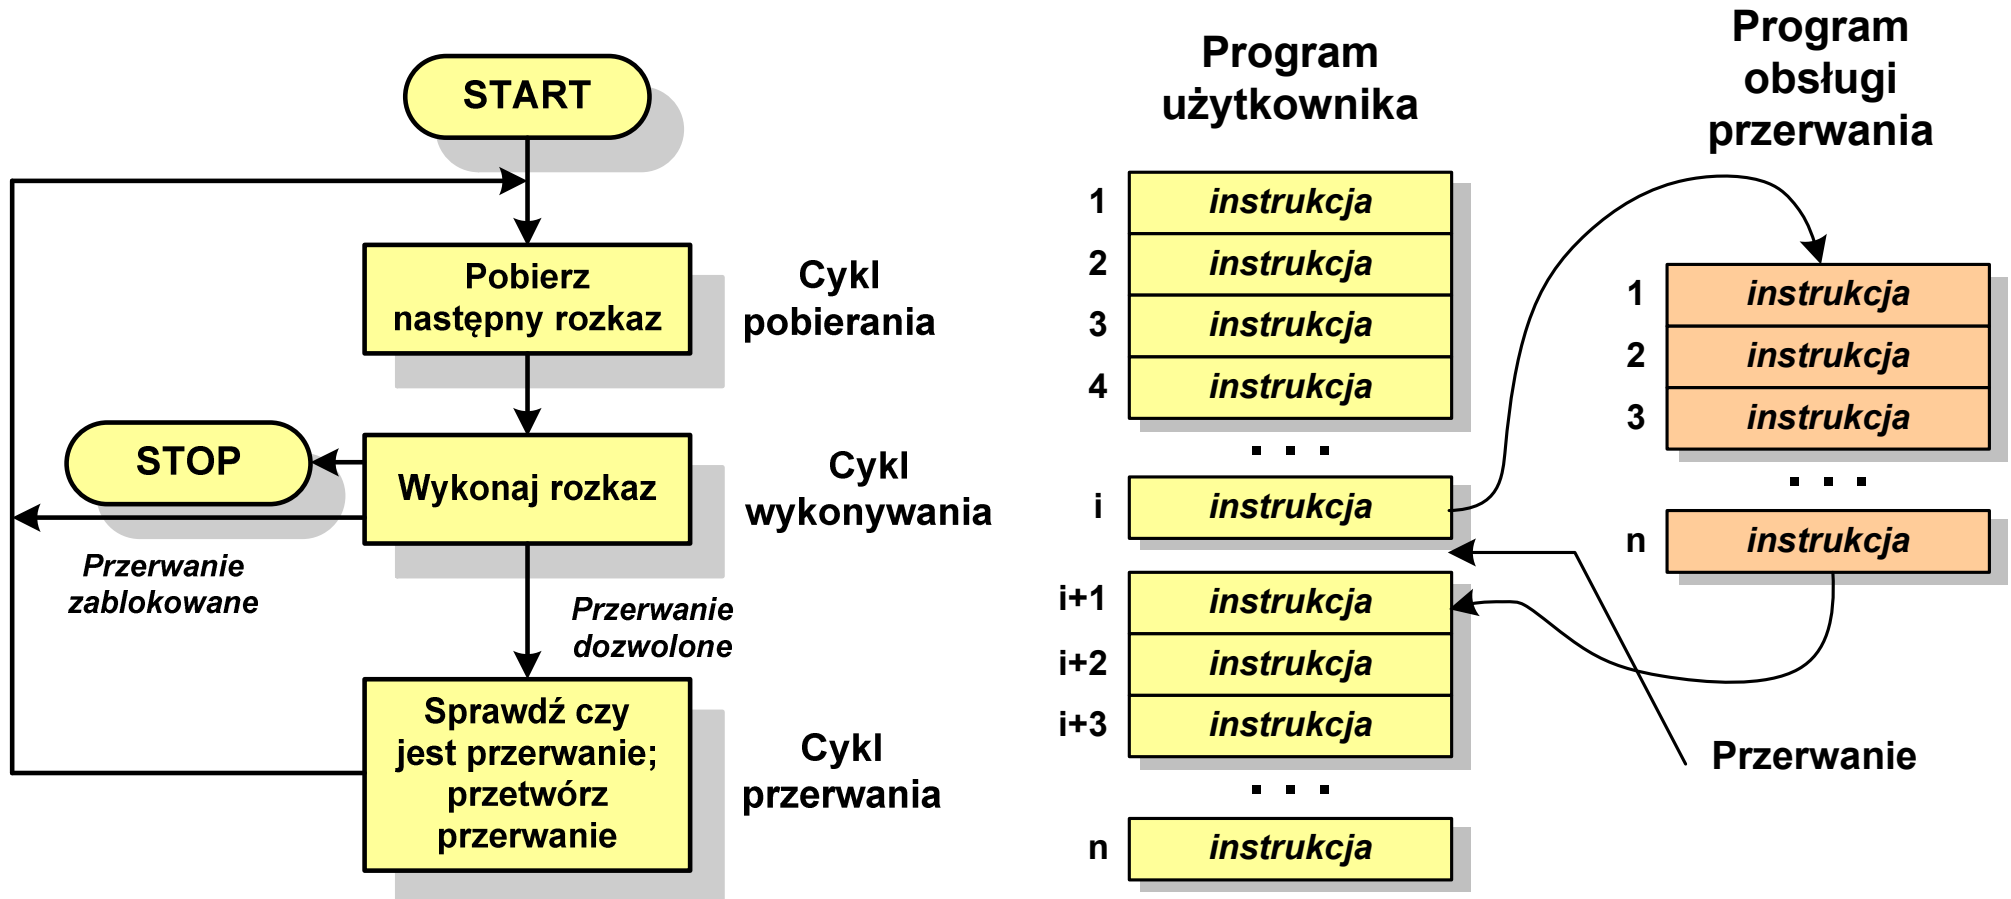 START
Pobierz
następny rozkaz
Cykl
pobierania
STOP
Wykonaj rozkaz
Cykl
wykonywania
Przerwanie
zablokowane
Przerwanie
dozwolone
Sprawdź czy
jest przerwanie;
przetwórz
przerwanie
Cykl
przerwania
Program
użytkownika
1 instrukcja
2 instrukcja
3 instrukcja
4 instrukcja
. . .
i instrukcja
i+1 instrukcja
i+2 instrukcja
i+3 instrukcja
. . .
n instrukcja
Program
obsługi
przerwania
1 instrukcja
2 instrukcja
3 instrukcja
. . .
n instrukcja
Przerwanie